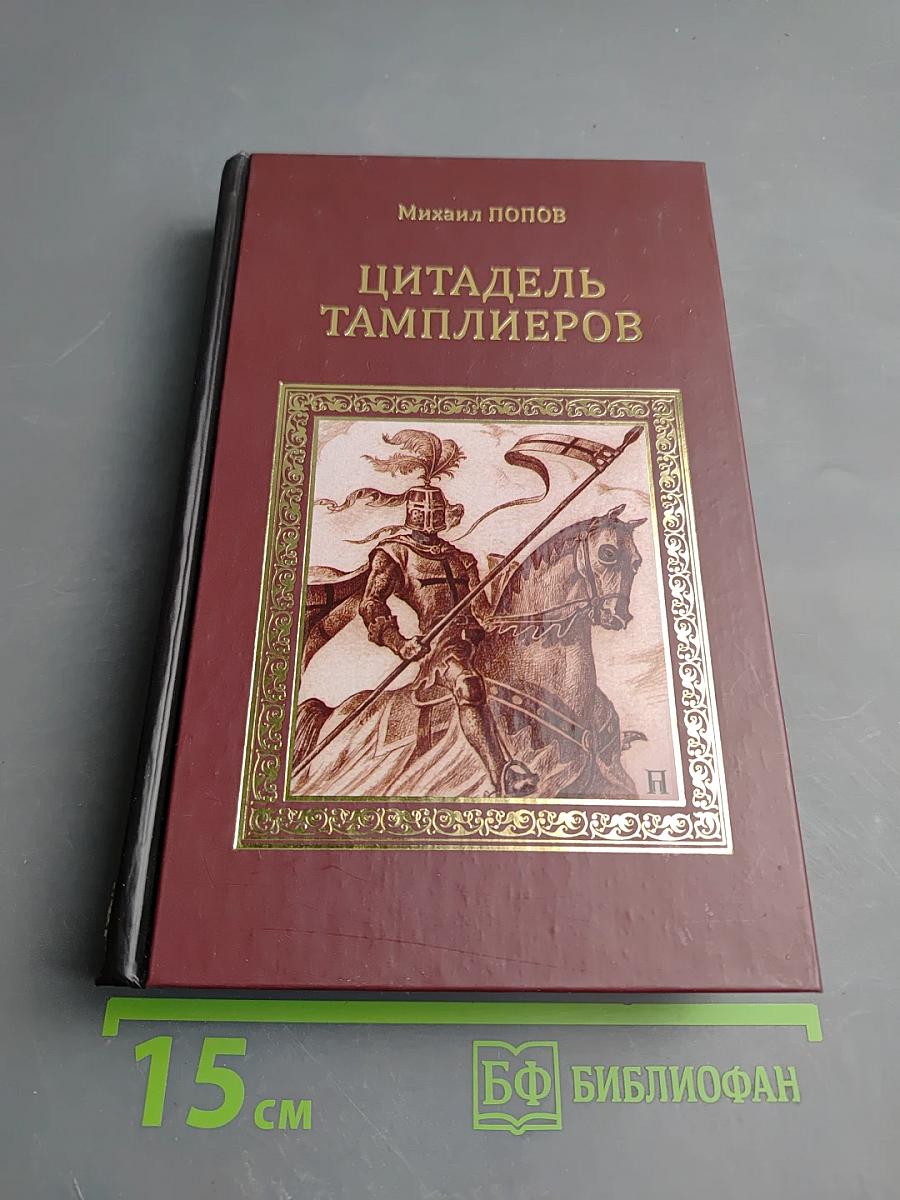 Михаил ПОПОВ
ЦИТАДЕЛЬ
ТАМПЛИЕРОВ
П
15 см
БФ БИБЛИОФАН